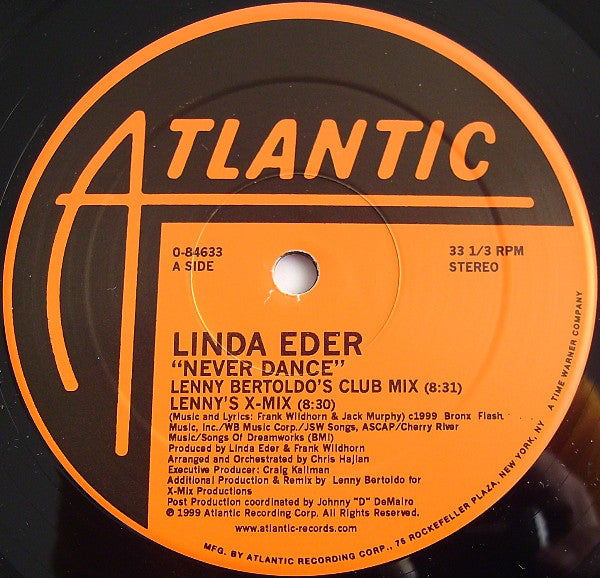 ATLANTIC
0-84633
A SIDE
33 1/3 RPM
STEREO
LINDA EDER
"NEVER DANCE"
LENNY BERTOLDO'S CLUB MIX (8:31)
LENNY'S X-MIX (8:30)
(Music and Lyrics: Frank Wildhorn & Jack Murphy) c1999 Bronx Flash
Music, Inc./WB Music Corp./JSW Songs, ASCAP/Cherry River
Music/Songs Of Dreamworks (BMI)
Produced by Linda Eder & Frank Wildhorn
Arranged and Orchestrated by Chris Hajian
Executive Producer: Craig Kallman
Additional Production & Remix by Lenny Bertoldo for
X-Mix Productions
Post Production coordinated by Johnny "D" DeMairo
℗ 1999 Atlantic Recording Corp. All Rights Reserved.
www.atlantic-records.com
MFG. BY ATLANTIC RECORDING CORP., 75 ROCKEFELLER PLAZA, NEW YORK, NY
A TIME WARNER COMPANY